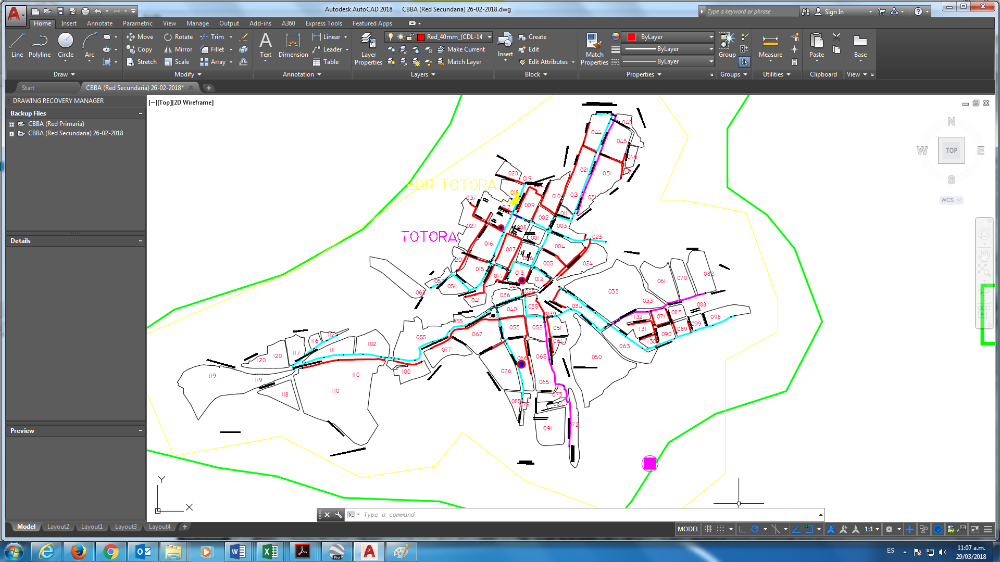 Autodesk AutoCAD 2018 CBBA (Red Secundaria) 26-02-2018.dwg
Type a keyword or phrase
Sign In
Home Insert Annotate Parametric View Manage Output Add-ins A360 Express Tools Featured Apps
Line Polyline Circle Arc
Move Rotate Trim
Copy Mirror Fillet
Stretch Scale Array
Text Dimension
Linear
Leader
Table
Layer Properties
Red_40mm_(CDL-14
Make Current
Match Layer
Insert
Create
Edit
Edit Attributes
Match Properties
ByLayer
ByLayer
ByLayer
Group
Measure
Paste
Base
Draw Modify Annotation Layers Block Properties Groups Utilities Clipboard View
Start CBBA (Red Secundaria) 26-02-2018*
DRAWING RECOVERY MANAGER
Backup Files
CBBA (Red Primaria)
CBBA (Red Secundaria) 26-02-2018
Details
Preview
[−][Top][2D Wireframe]
N
W TOP E
S
WCS
045
044
045
046
021
031
028
019
EDR-TOTORA
018
010
021
031
037
017
009
002
011
003
027
008
TOTORA
001
023
016
004
007
006
201
005
024
015
013
014
012
057
056
026
068
025
036
041
040
035
034
033
061
070
082
033
088
083
098
132
071
039
055
067
053
052
051
131
090
089
099
064
130
063
055
077
112
116
102
111
117
120
120
066
065
050
100
076
110
119
119
065
118
110
073
085
075
084
091
072
Y
X
Type a command
Model Layout2 Layout1 Layout3 Layout4
MODEL 1:1
Pro
ES
11:07 a.m.
29/03/2018